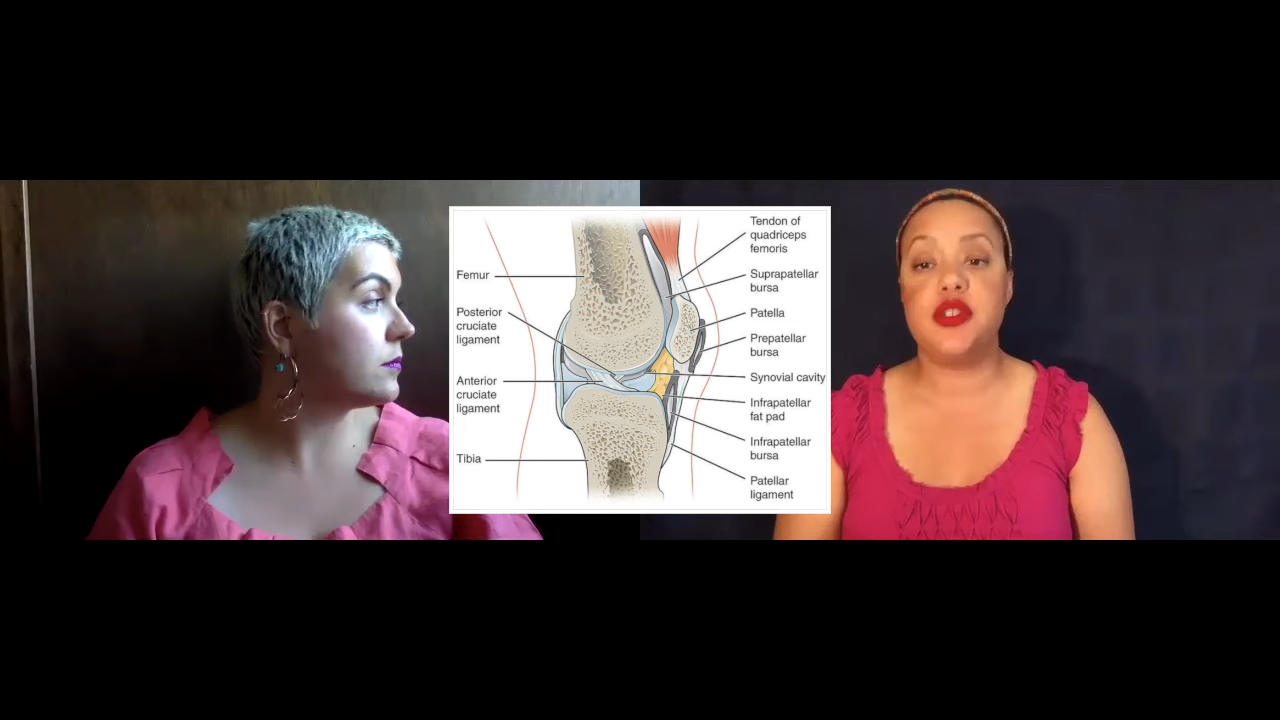 Femur
Posterior
cruciate
ligament
Anterior
cruciate
ligament
Tibia
Tendon of
quadriceps
femoris
Suprapatellar
bursa
Patella
Prepatellar
bursa
Synovial cavity
Infrapatellar
fat pad
Infrapatellar
bursa
Patellar
ligament